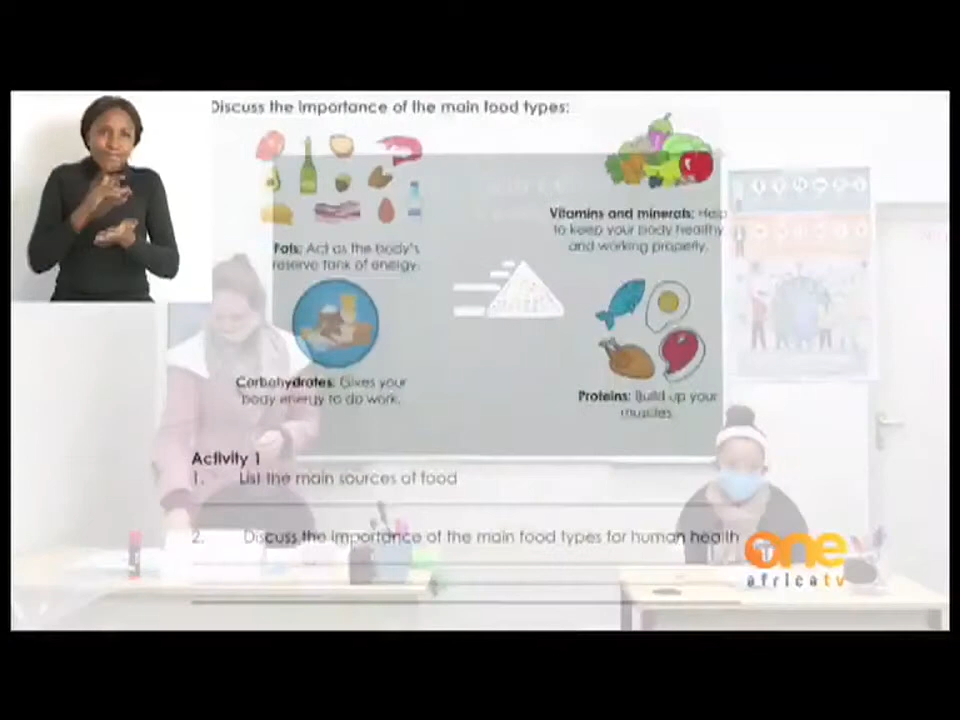 Discuss the importance of the main food types:
Fats: Act as the body's
reserve tank of energy.
Vitamins and minerals: Help
to keep your body healthy
and working properly.
Carbohydrates: Gives your
body energy to do work.
Proteins: Build up your
muscles.
Activity 1
1. List the main sources of food
2. Discuss the importance of the main food types for human health
one
africa tv